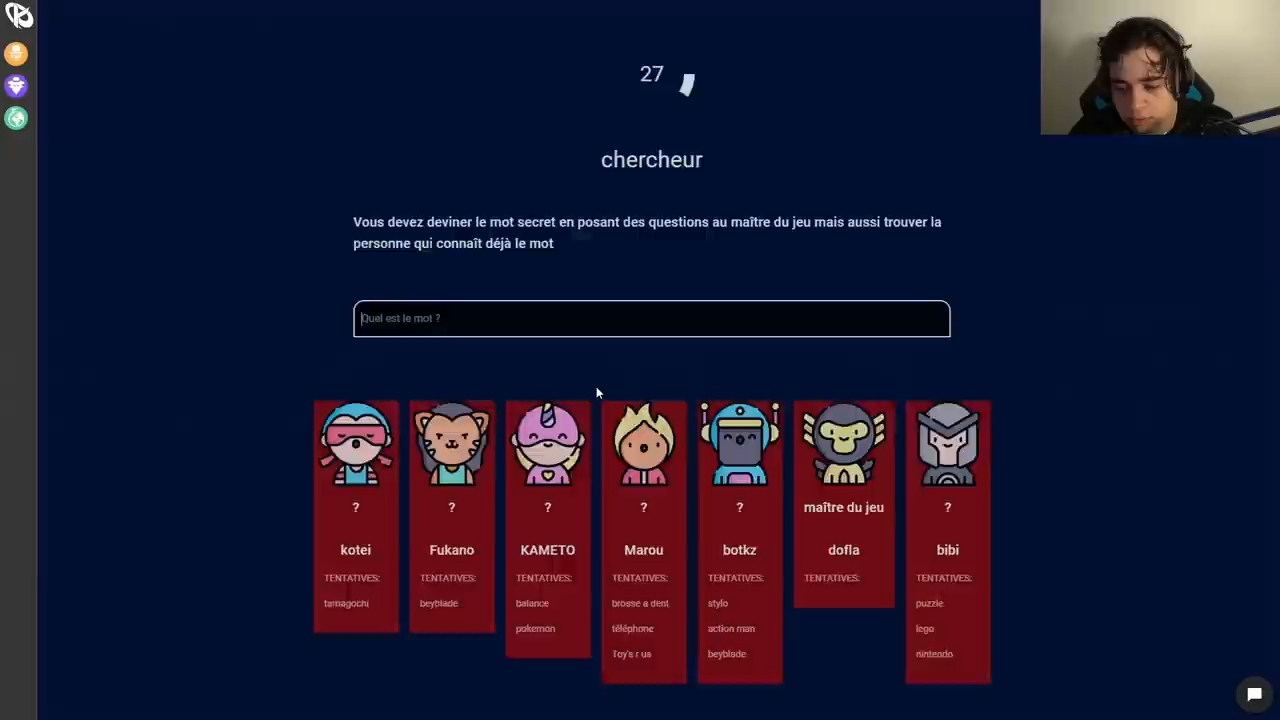 27
chercheur
Vous devez deviner le mot secret en posant des questions au maître du jeu mais aussi trouver la
personne qui connaît déjà le mot
Quel est le mot ?
? ? ? ? ? maître du jeu ?
kotei Fukano KAMETO Marou botkz dofla bibi
TENTATIVES: TENTATIVES: TENTATIVES: TENTATIVES: TENTATIVES: TENTATIVES: TENTATIVES:
tamagochi beyblade balance brosse a dent stylo puzzle
pokemon téléphone action man lego
Toy's r us beyblade nintendo